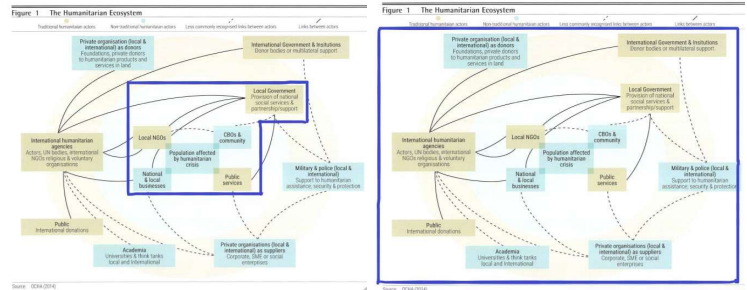 Figure 1 The Humanitarian Ecosystem
Traditional humanitarian actors
Non-traditional humanitarian actors
Less commonly recognised links between actors
Links between actors
Private organisation (local &
international) as donors
Foundations, private donors
to humanitarian products and
services in land
International Government & Insitutions
Donor bodies or multilateral support
Local Government
Provision of national
social services &
partnership/support
International humanitarian
agencies
Actors, UN bodies, international
NGOs religious & voluntary
organisations
Local NGOs
CBOs &
community
Population affected
by humanitarian
crisis
National
& local
businesses
Public
services
Military & police (local &
international)
Support to humanitarian
assistance; security & protection
Public
International donations
Academia
Universities & think tanks
local and International
Private organisations (local &
international) as suppliers
Corporate, SME or social
enterprises
Source OCHA (2014)
Figure 1 The Humanitarian Ecosystem
Traditional humanitarian actors
Non-traditional humanitarian actors
Less commonly recognised links between actors
Links between actors
Private organisation (local &
international) as donors
Foundations, private donors
to humanitarian products and
services in land
International Government & Insitutions
Donor bodies or multilateral support
Local Government
Provision of national
social services &
partnership/support
International humanitarian
agencies
Actors, UN bodies, international
NGOs religious & voluntary
organisations
Local NGOs
CBOs &
community
Population affected
by humanitarian
crisis
National
& local
businesses
Public
services
Military & police (local &
international)
Support to humanitarian
assistance; security & protection
Public
International donations
Academia
Universities & think tanks
local and International
Private organisations (local &
international) as suppliers
Corporate, SME or social
enterprises
Source OCHA (2014)